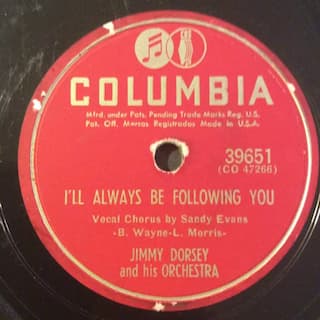 COLUMBIA
Mfrd. under Pats. Pending Trade Marks Reg. U.S.
Pat. Off. Marcas Registradas Made in U.S.A.
39651
(CO 47266)
I'LL ALWAYS BE FOLLOWING YOU
Vocal Chorus by Sandy Evans
-B. Wayne-L. Morris-
JIMMY DORSEY
and his ORCHESTRA